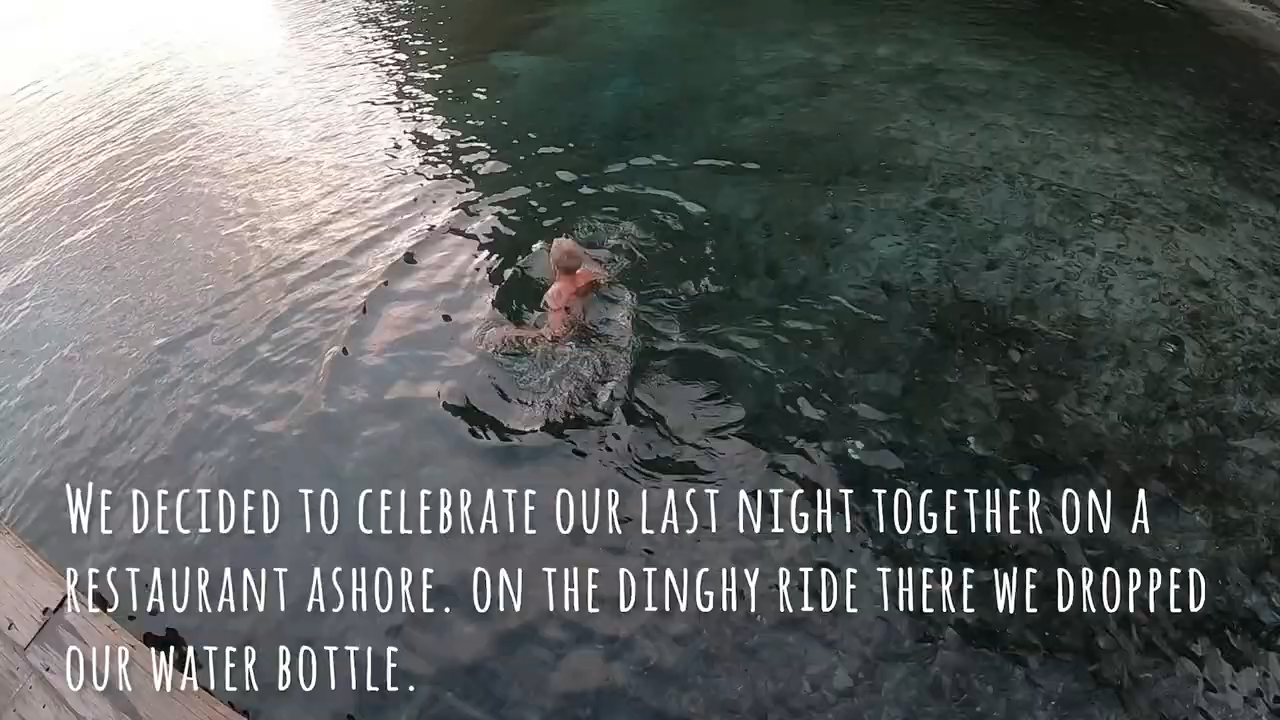 We decided to celebrate our last night together on a
restaurant ashore. on the dinghy ride there we dropped
our water bottle.